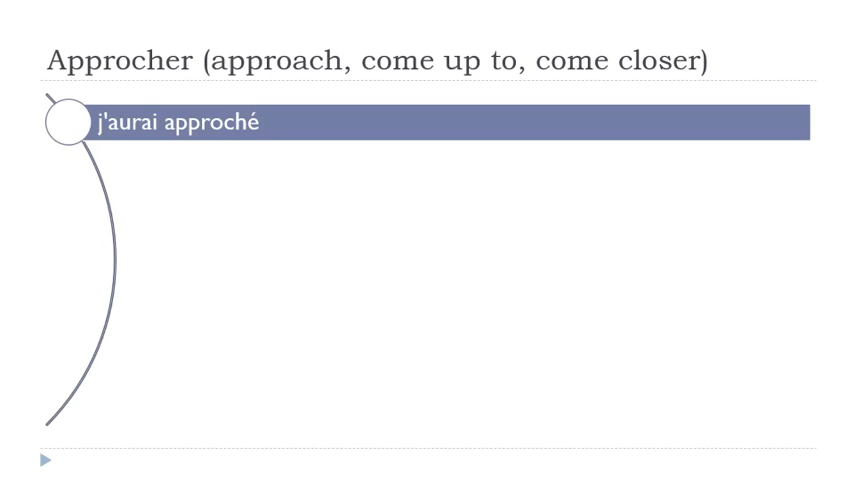 Approcher (approach, come up to, come closer)
j'aurai approché